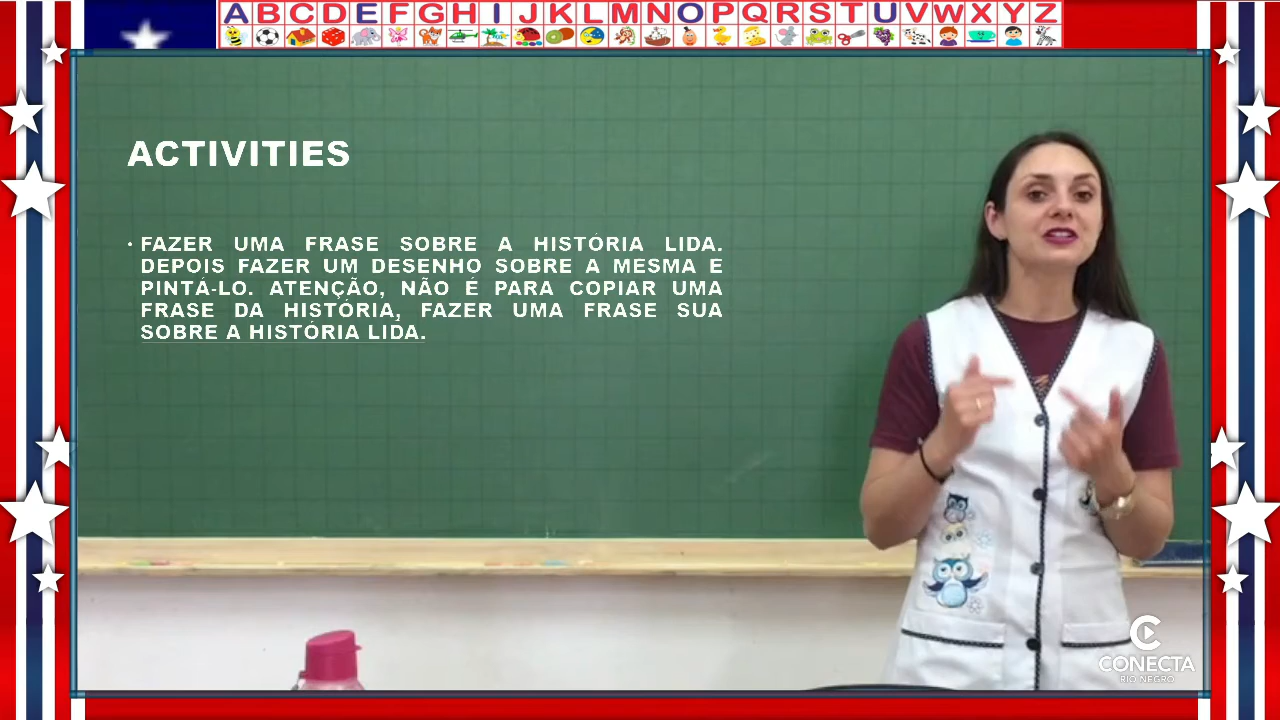 A B C D E F G H I J K L M N O P Q R S T U V W X Y Z
ACTIVITIES
• FAZER UMA FRASE SOBRE A HISTÓRIA LIDA.
DEPOIS FAZER UM DESENHO SOBRE A MESMA E
PINTÁ-LO. ATENÇÃO, NÃO É PARA COPIAR UMA
FRASE DA HISTÓRIA, FAZER UMA FRASE SUA
SOBRE A HISTÓRIA LIDA.
CONECTA
RIO NEGRO